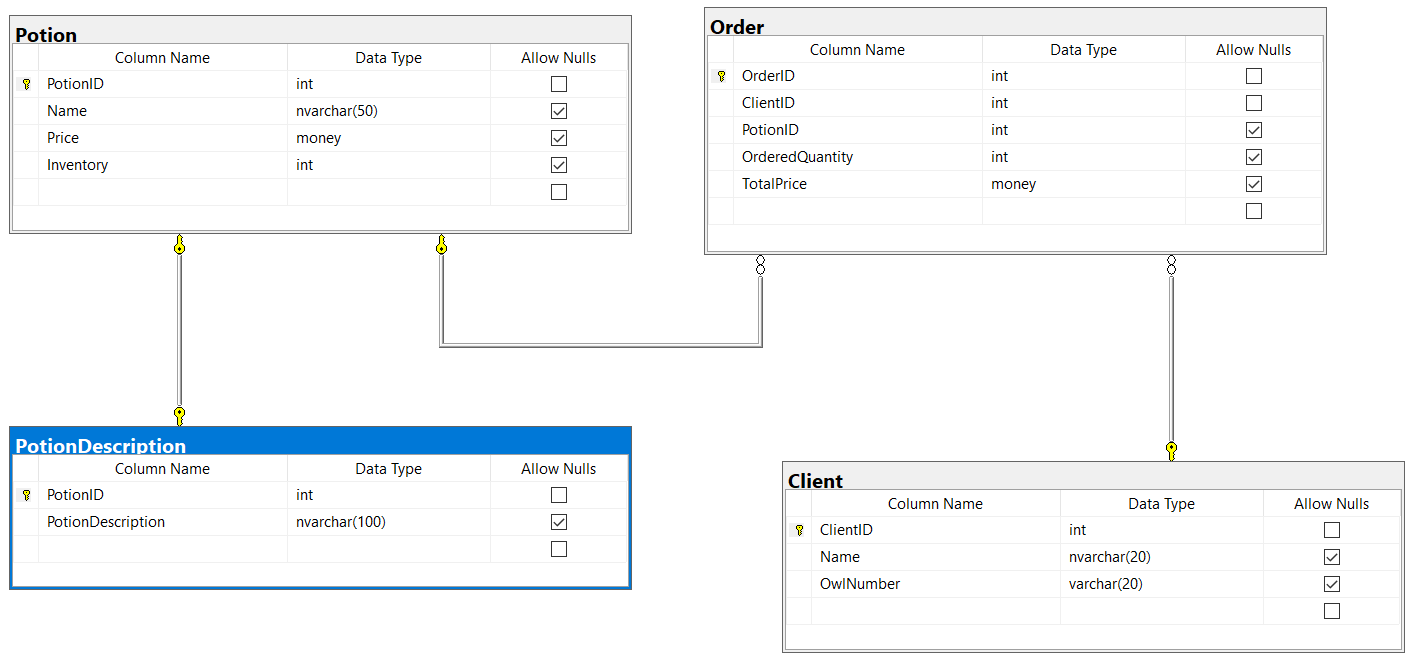 Potion
Column Name Data Type Allow Nulls
PotionID int
Name nvarchar(50)
Price money
Inventory int
Order
Column Name Data Type Allow Nulls
OrderID int
ClientID int
PotionID int
OrderedQuantity int
TotalPrice money
PotionDescription
Column Name Data Type Allow Nulls
PotionID int
PotionDescription nvarchar(100)
Client
Column Name Data Type Allow Nulls
ClientID int
Name nvarchar(20)
OwlNumber varchar(20)